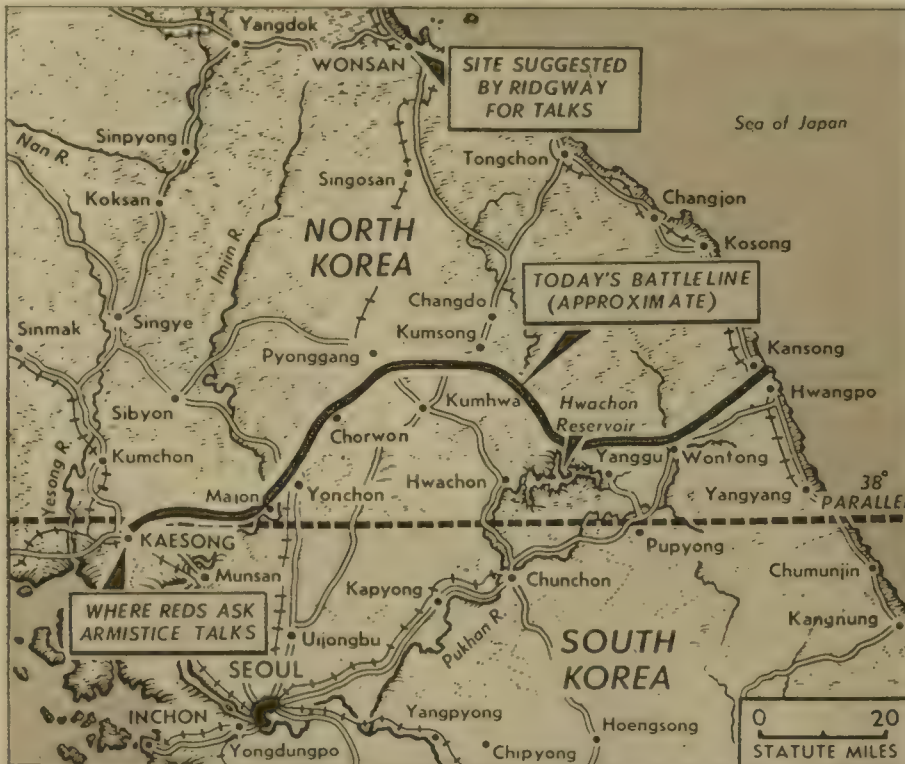 Yangdok
WONSAN
SITE SUGGESTED
BY RIDGWAY
FOR TALKS
Sea of Japan
Nan R.
Sinpyong
Tongchon
Singosan
Koksan
Changjon
Imjin R.
NORTH
KOREA
Kosong
TODAY'S BATTLELINE
(APPROXIMATE)
Changdo
Singye
Kumsong
Sinmak
Pyonggang
Kansong
Hwangpo
Sibyon
Kumhwa
Hwachon
Reservoir
Chorwon
Yesong R.
Kumchon
Yanggu
Wontong
Majon
Yonchon
Hwachon
Yangyang
38°
PARALLEL
KAESONG
Pupyong
Munsan
Chunchon
Chumunjin
Kapyong
WHERE REDS ASK
ARMISTICE TALKS
Kangnung
Pukhan R.
Uijongbu
SOUTH
KOREA
SEOUL
INCHON
Yangpyong
Hoengsong
Yongdungpo
Chipyong
0 20
STATUTE MILES